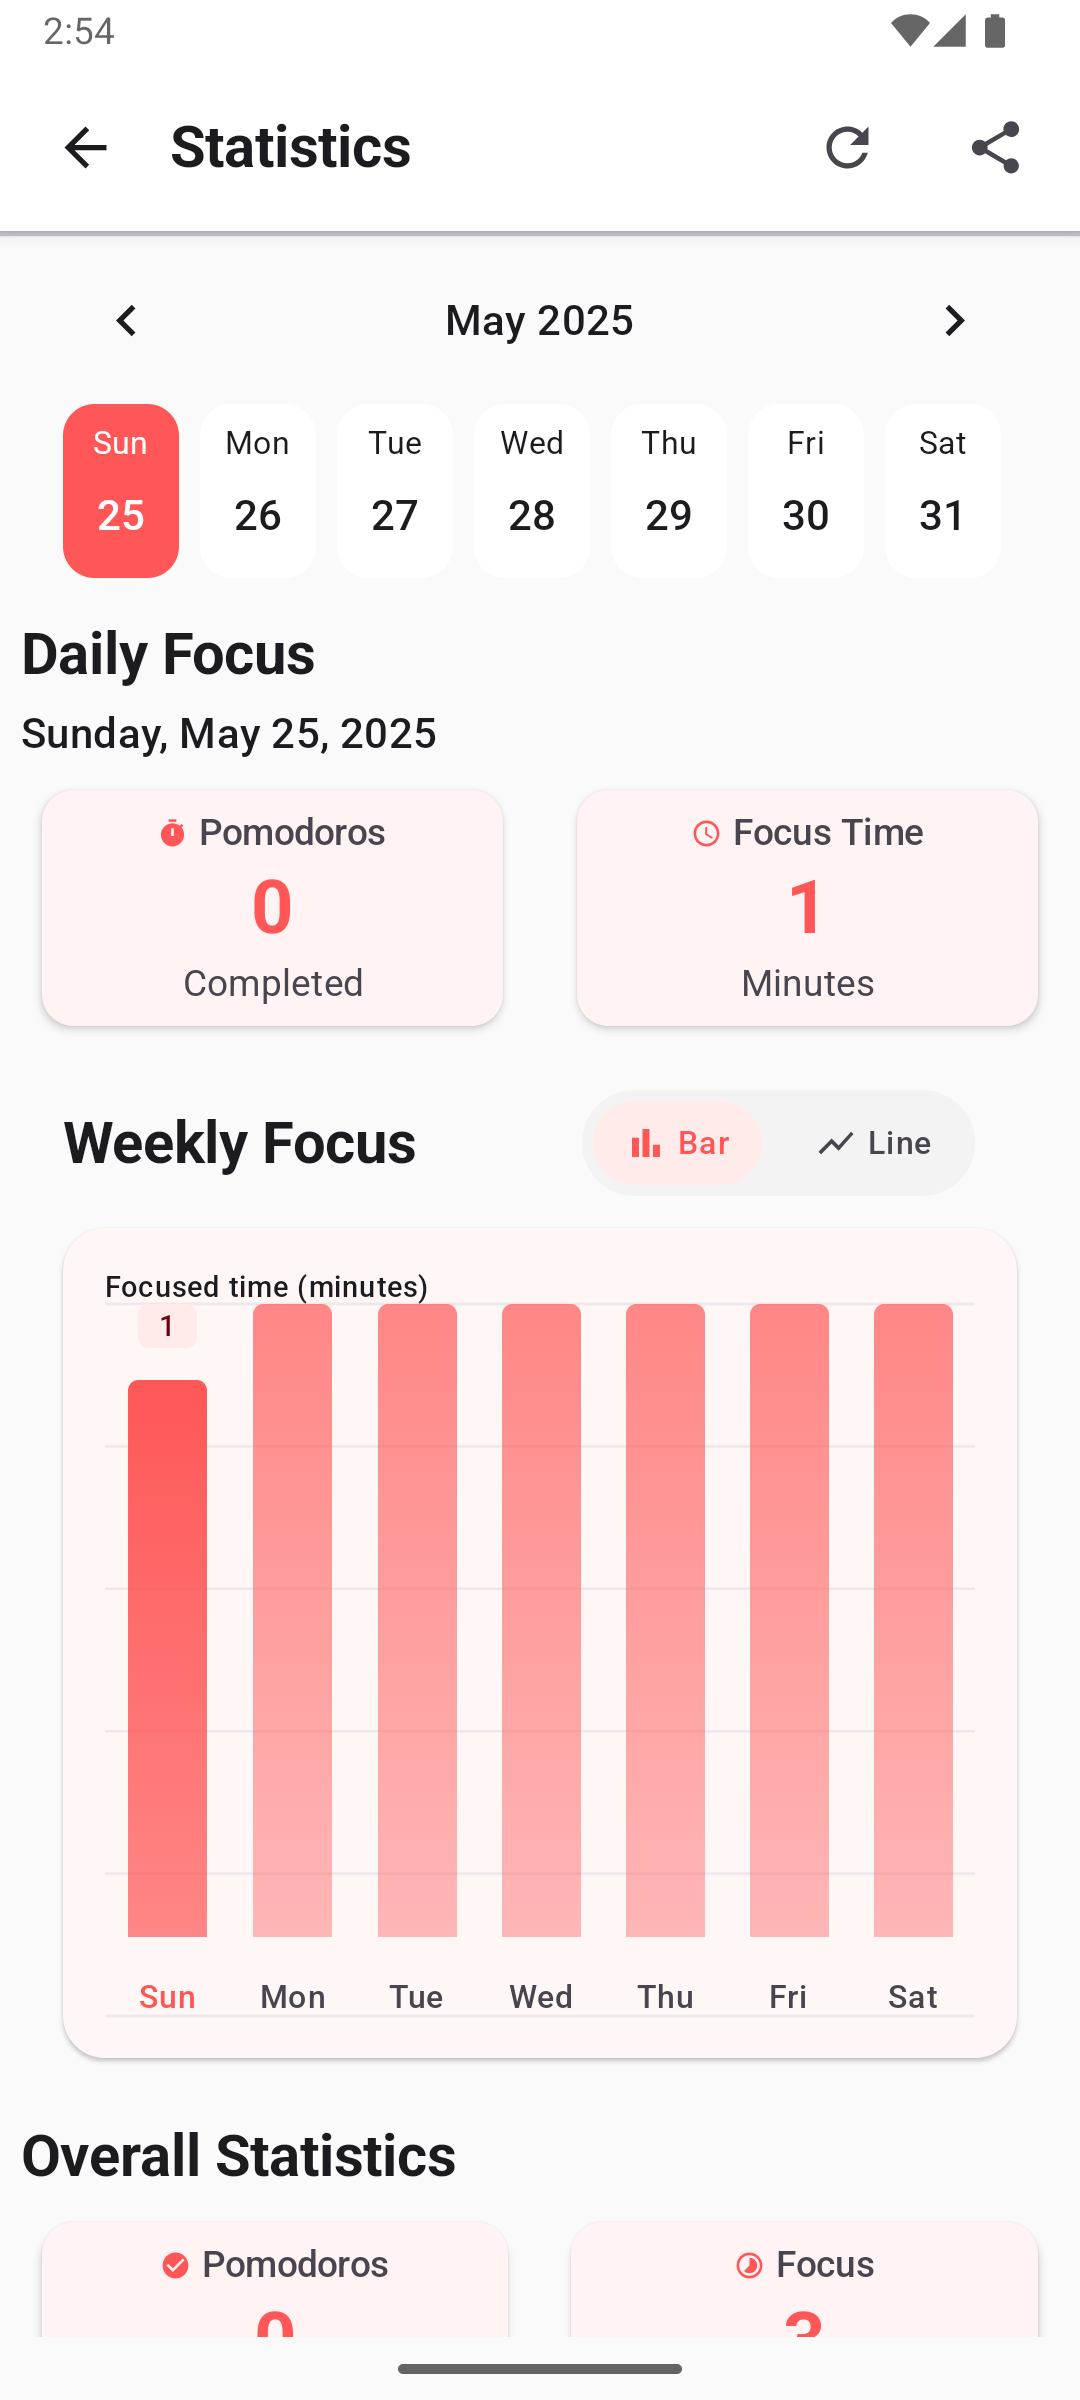 2:54
Statistics
May 2025
Sun Mon Tue Wed Thu Fri Sat
25 26 27 28 29 30 31
Daily Focus
Sunday, May 25, 2025
Pomodoros
0
Completed
Focus Time
1
Minutes
Weekly Focus
Bar
Line
Focused time (minutes)
1
Sun Mon Tue Wed Thu Fri Sat
Overall Statistics
Pomodoros
0
Focus
3